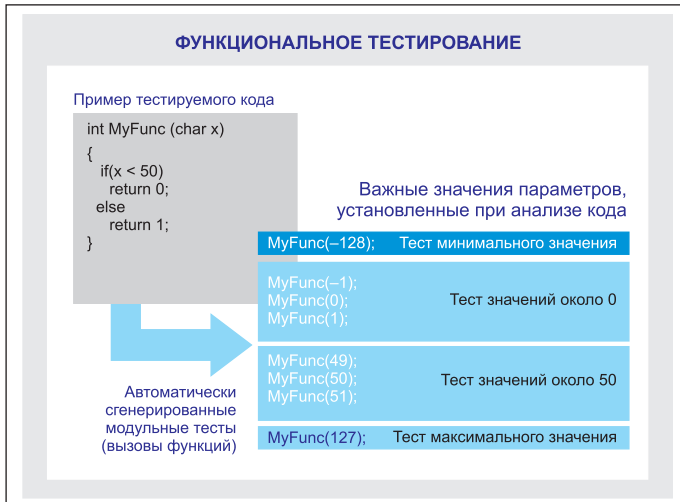 ФУНКЦИОНАЛЬНОЕ ТЕСТИРОВАНИЕ
Пример тестируемого кода
int MyFunc (char x)
{
if(x < 50)
return 0;
else
return 1;
}
Важные значения параметров,
установленные при анализе кода
MyFunc(–128); Тест минимального значения
MyFunc(–1);
MyFunc(0); Тест значений около 0
MyFunc(1);
MyFunc(49);
MyFunc(50); Тест значений около 50
MyFunc(51);
MyFunc(127); Тест максимального значения
Автоматически
сгенерированные
модульные тесты
(вызовы функций)